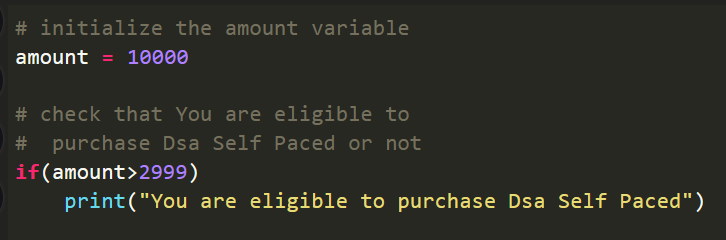 # initialize the amount variable
amount = 10000
# check that You are eligible to
#  purchase Dsa Self Paced or not
if(amount>2999)
    print("You are eligible to purchase Dsa Self Paced")